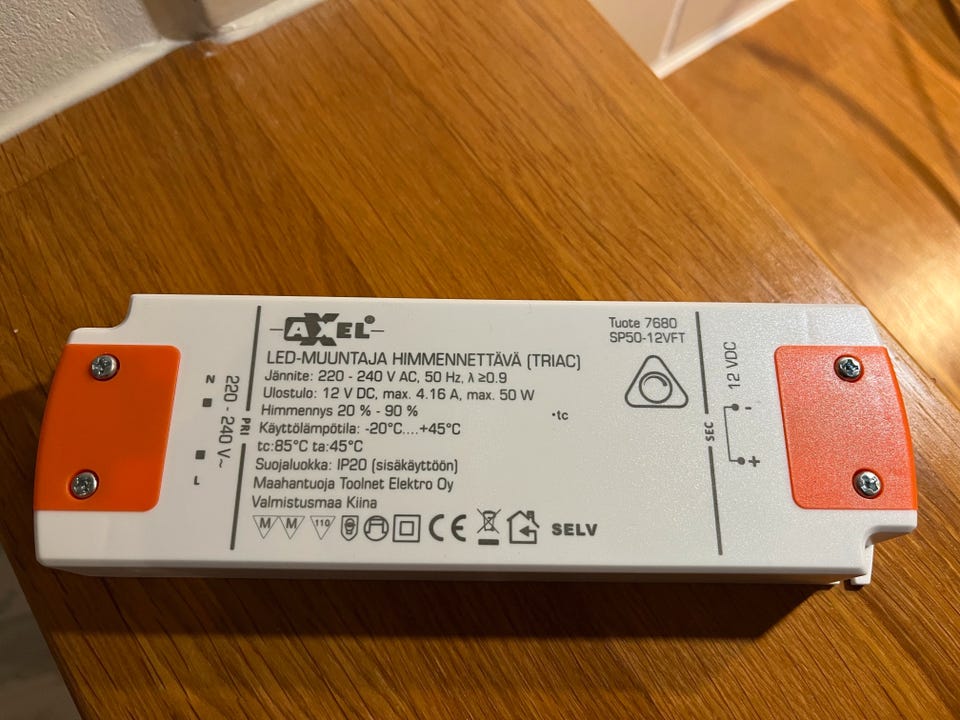 AXEL
Tuote 7680
SP50-12VFT
LED-MUUNTAJA HIMMENNETTÄVÄ (TRIAC)
Jännite: 220 - 240 V AC, 50 Hz, λ ≥0.9
Ulostulo: 12 V DC, max. 4.16 A, max. 50 W
Himmennys 20 % - 90 %
•tc
Käyttölämpötila: -20°C....+45°C
tc:85°C ta:45°C
Suojaluokka: IP20 (sisäkäyttöön)
Maahantuoja Toolnet Elektro Oy
Valmistusmaa Kiina
M M 110 CE SELV
N
L
220 - 240 V~
PRI
SEC
12 VDC
-
+